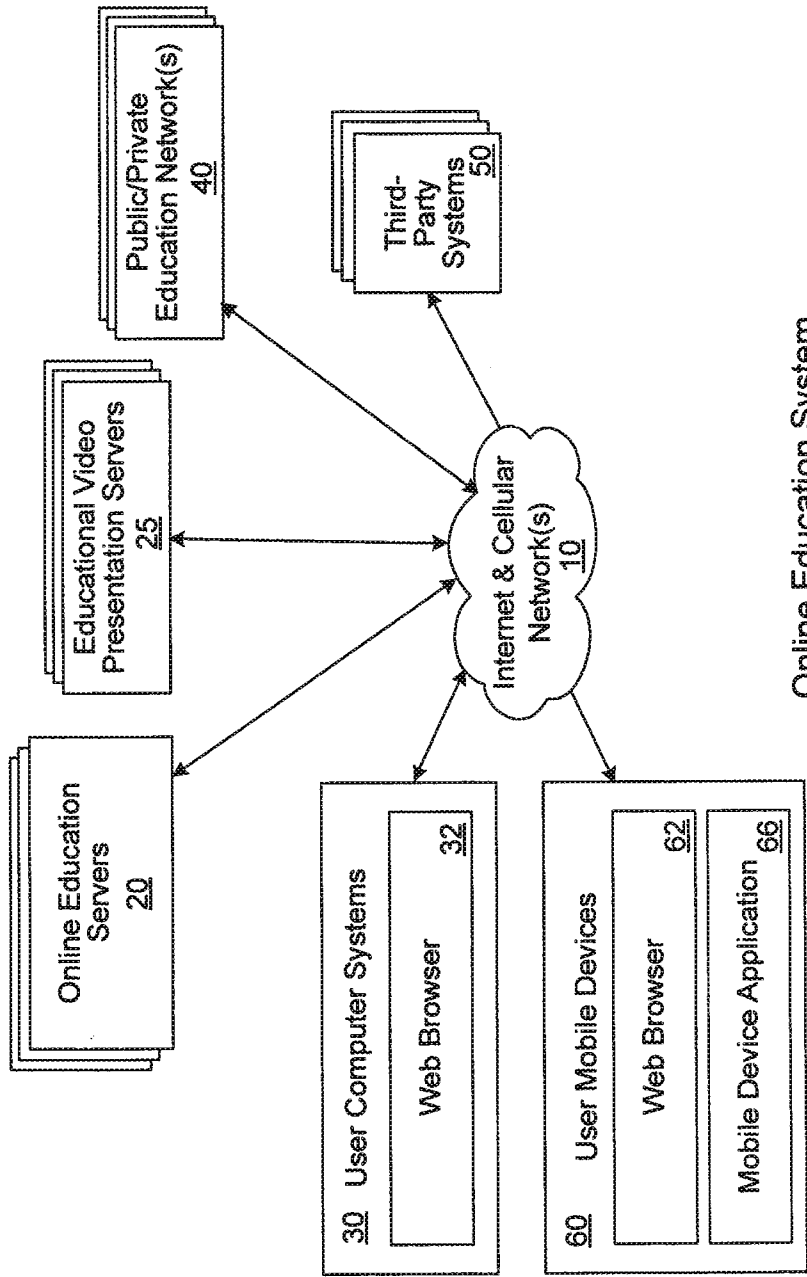 Online Education
Servers
20
Educational Video
Presentation Servers
25
Public/Private
Education Network(s)
40
Third-
Party
Systems
50
Internet & Cellular
Network(s)
10
30 User Computer Systems
Web Browser
32
60 User Mobile Devices
Web Browser
62
Mobile Device Application
66
Online Education System